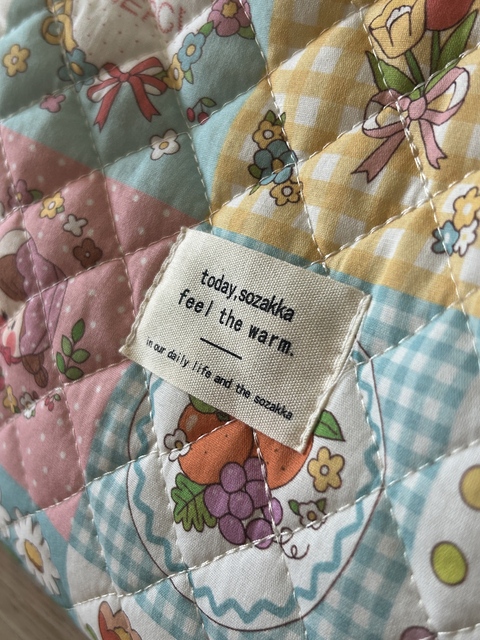 today,sozakka
feel the warm.
in our daily life and the sozakka